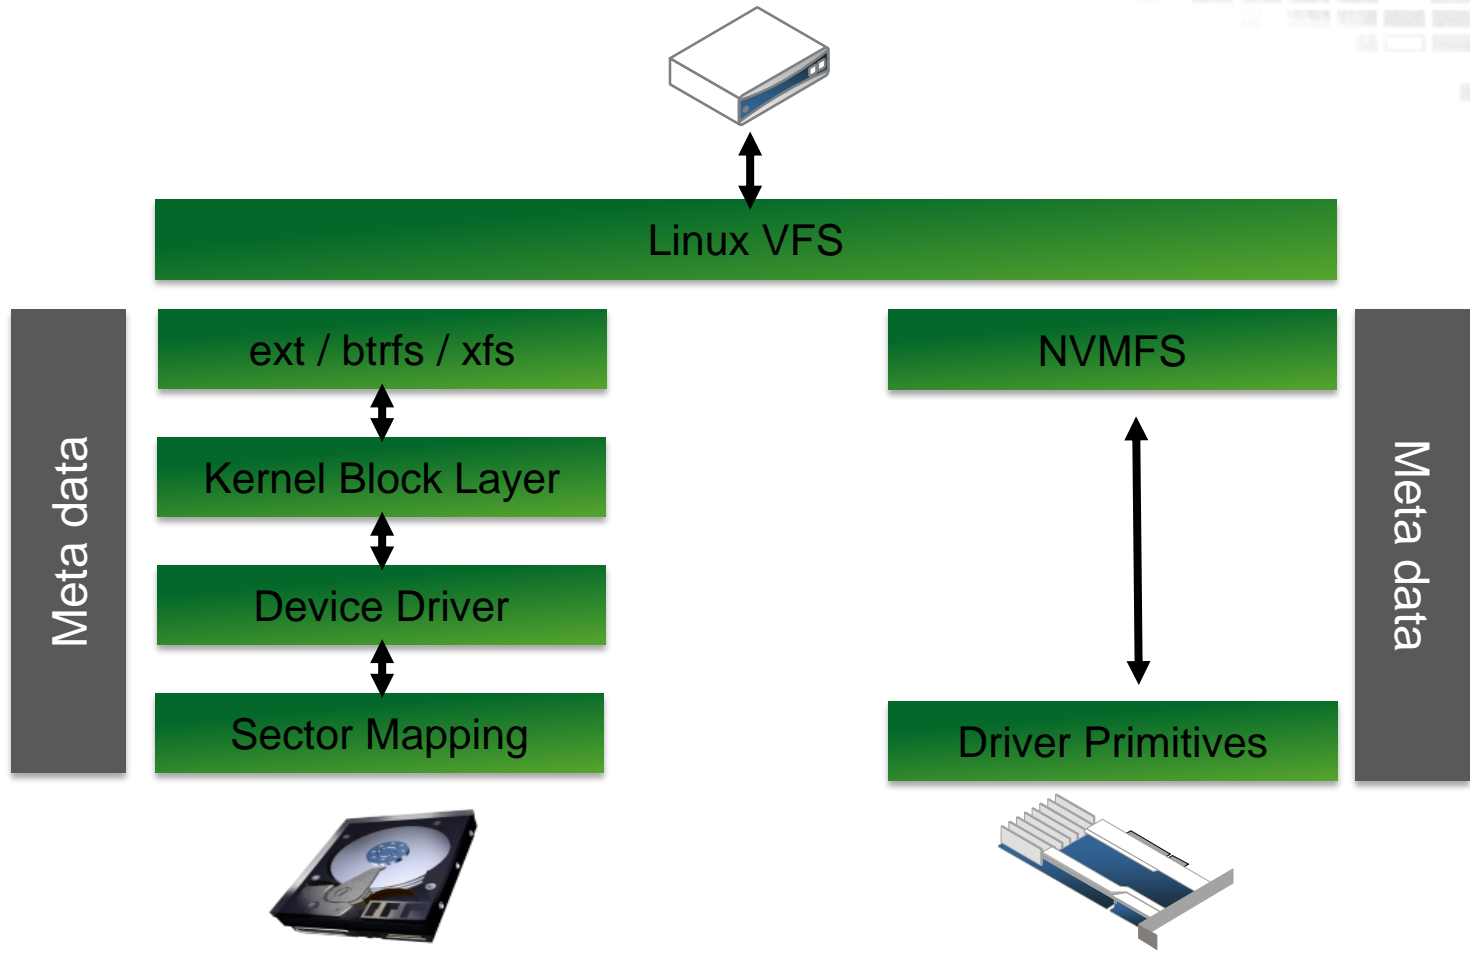 Linux VFS
Meta data
ext / btrfs / xfs
Kernel Block Layer
Device Driver
Sector Mapping
NVMFS
Driver Primitives
Meta data